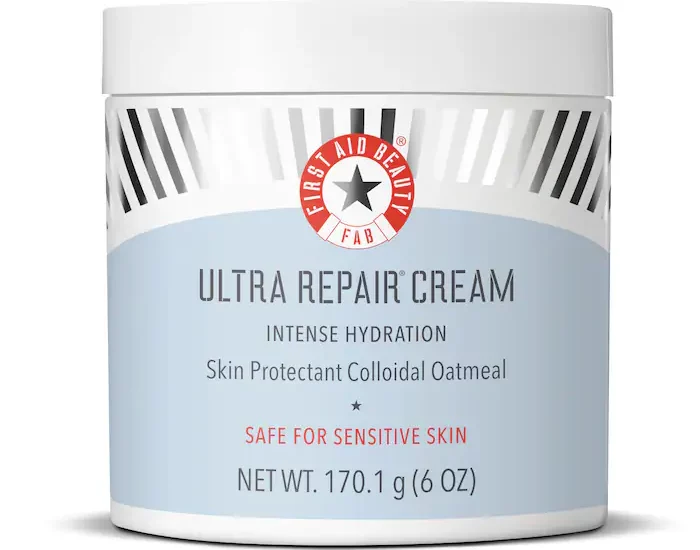 FIRST AID BEAUTY ®
FAB
ULTRA REPAIR® CREAM
INTENSE HYDRATION
Skin Protectant Colloidal Oatmeal
SAFE FOR SENSITIVE SKIN
NET WT. 170.1 g (6 OZ)